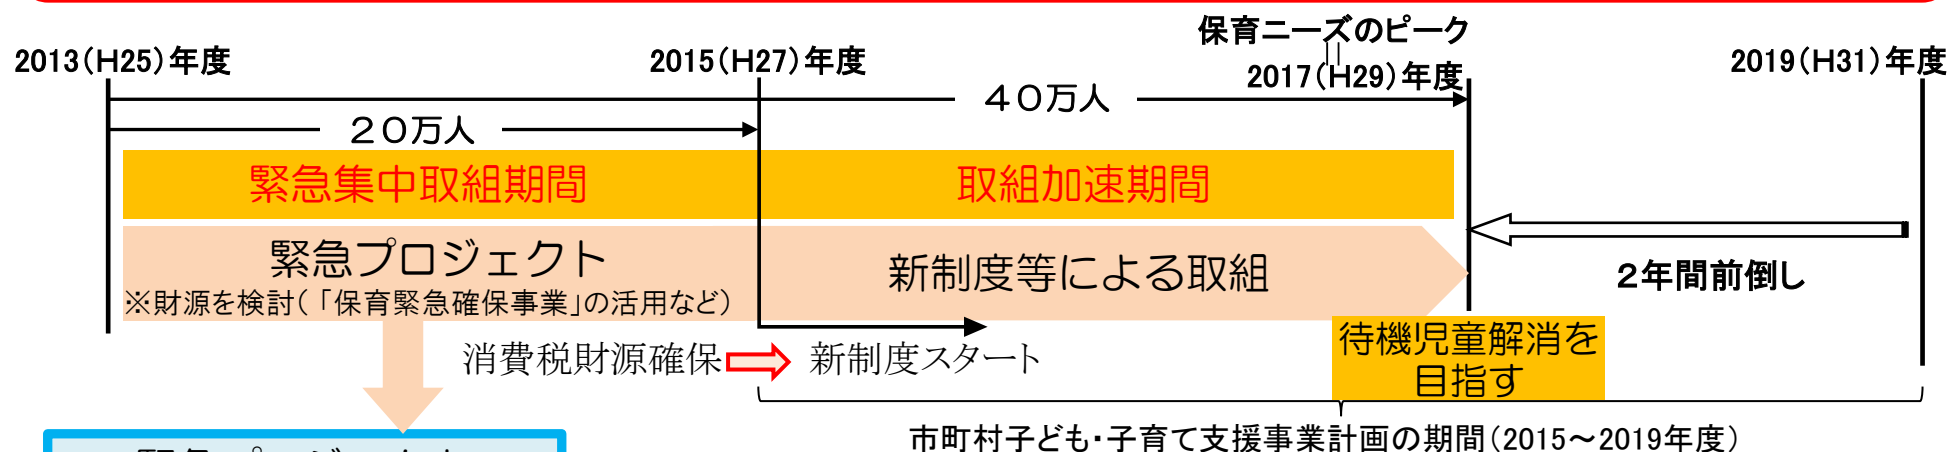 保育ニーズのピーク
||
2013(H25)年度
2015(H27)年度
2017(H29)年度
2019(H31)年度
40万人
20万人
緊急集中取組期間
取組加速期間
緊急プロジェクト
※財源を検討(「保育緊急確保事業」の活用など)
新制度等による取組
2年間前倒し
消費税財源確保
新制度スタート
待機児童解消を
目指す
市町村子ども・子育て支援事業計画の期間(2015~2019年度)